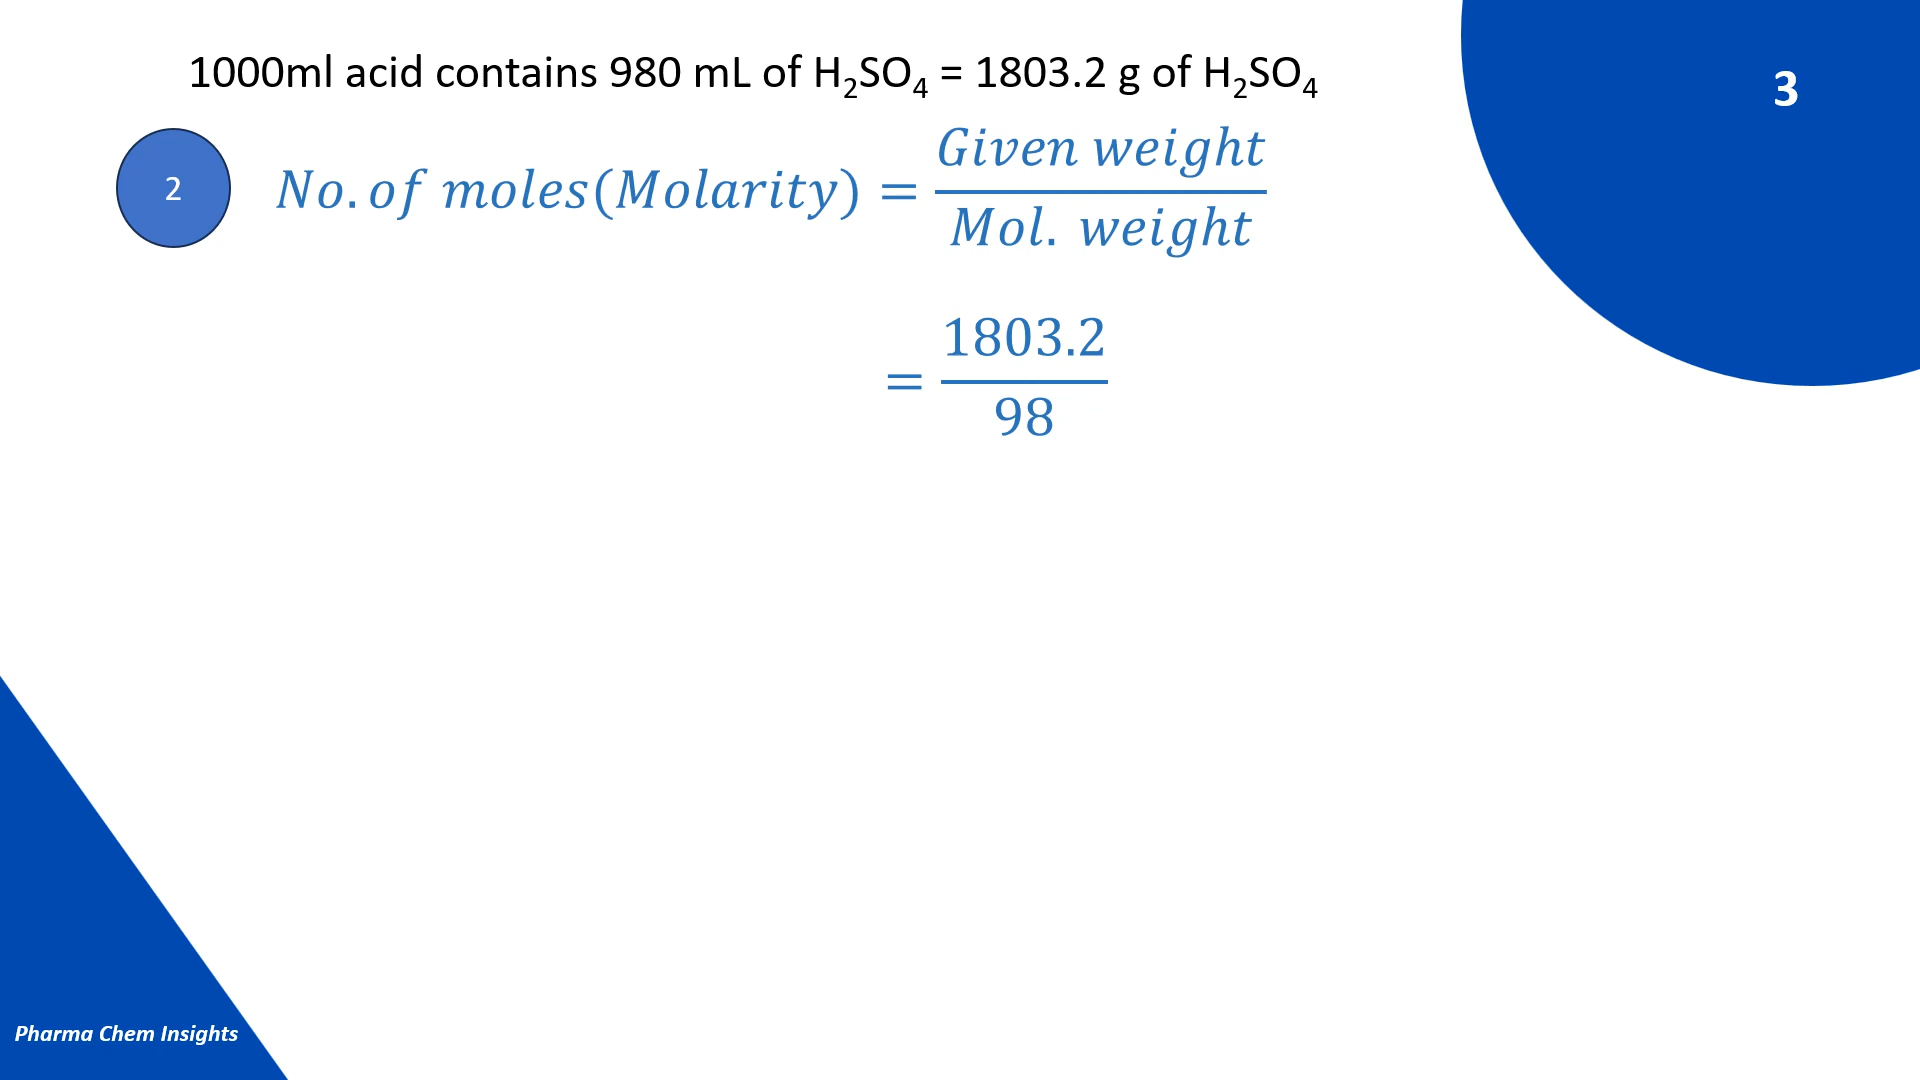 1000ml acid contains 980 mL of H₂SO₄ = 1803.2 g of H₂SO₄
3
2
No. of moles(Molarity) = Given weight / Mol. weight
= 1803.2 / 98
Pharma Chem Insights